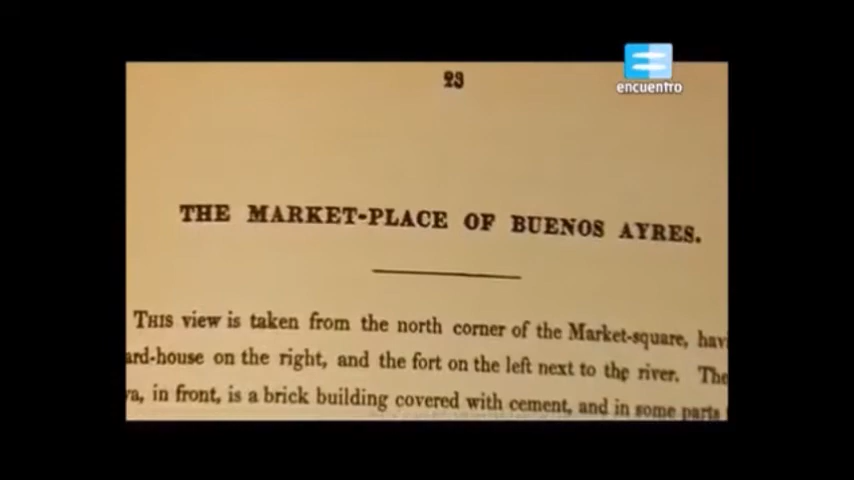 encuentro
23
THE MARKET-PLACE OF BUENOS AYRES.
THIS view is taken from the north corner of the Market-square, hav
ard-house on the right, and the fort on the left next to the river. The
va, in front, is a brick building covered with cement, and in some parts